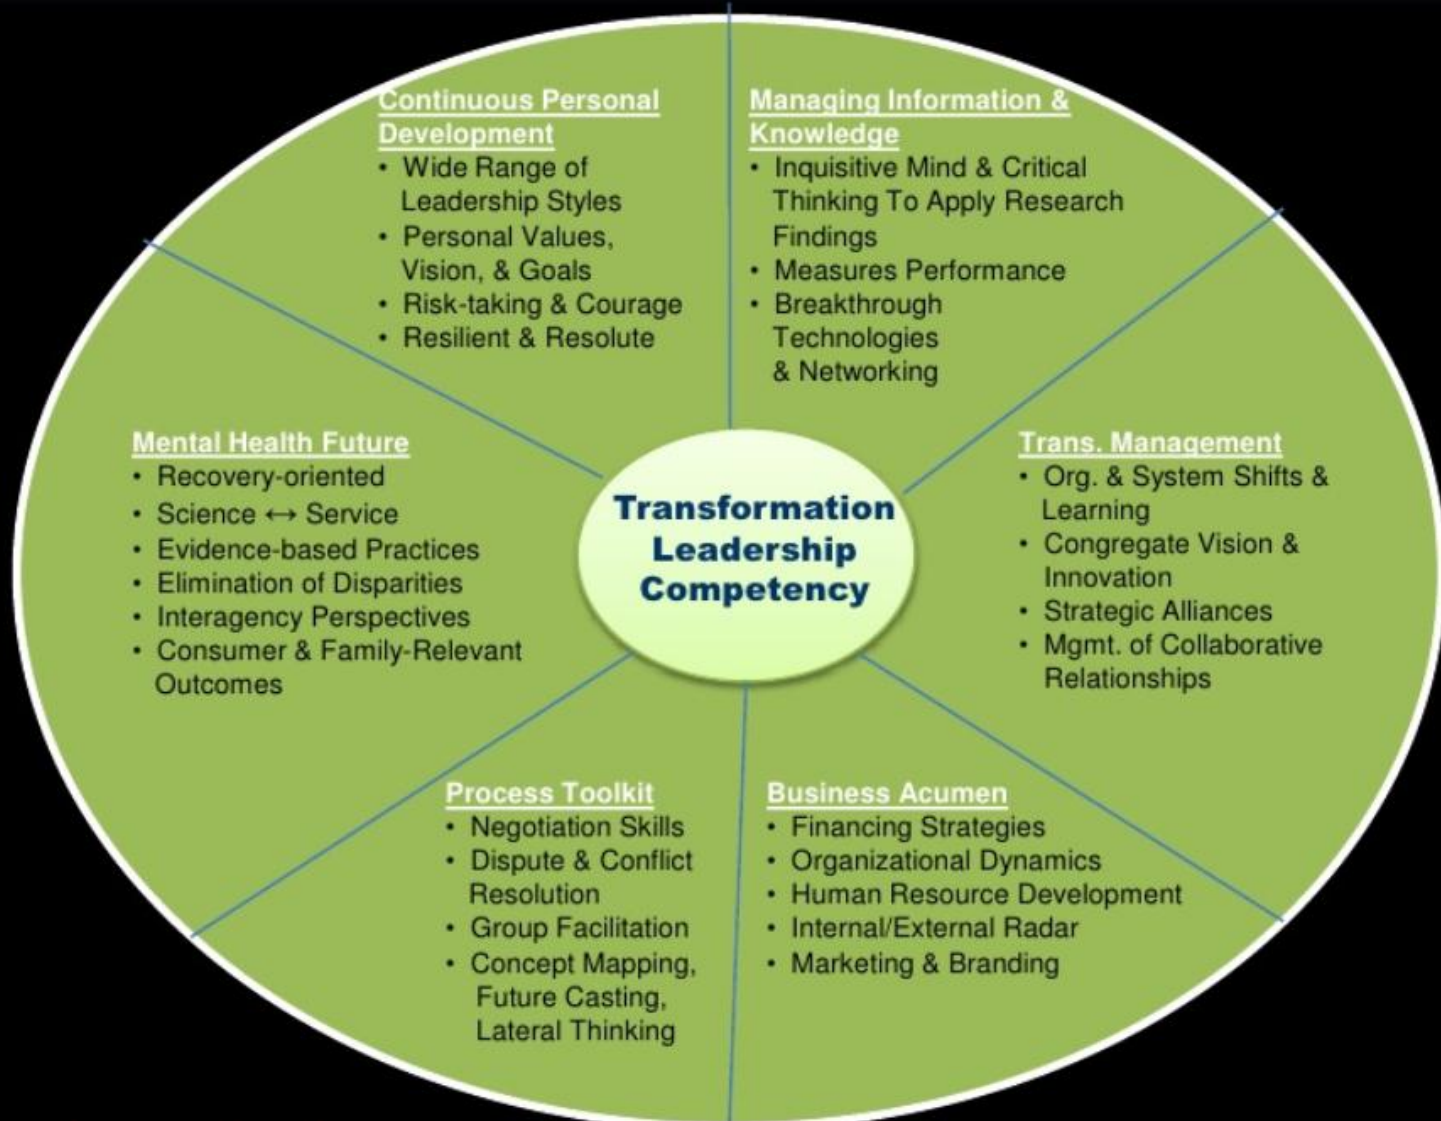 Continuous Personal
Development
• Wide Range of
Leadership Styles
• Personal Values,
Vision, & Goals
• Risk-taking & Courage
• Resilient & Resolute
Managing Information &
Knowledge
• Inquisitive Mind & Critical
Thinking To Apply Research
Findings
• Measures Performance
• Breakthrough
Technologies
& Networking
Mental Health Future
• Recovery-oriented
• Science ↔ Service
• Evidence-based Practices
• Elimination of Disparities
• Interagency Perspectives
• Consumer & Family-Relevant
Outcomes
Transformation
Leadership
Competency
Trans. Management
• Org. & System Shifts &
Learning
• Congregate Vision &
Innovation
• Strategic Alliances
• Mgmt. of Collaborative
Relationships
Process Toolkit
• Negotiation Skills
• Dispute & Conflict
Resolution
• Group Facilitation
• Concept Mapping,
Future Casting,
Lateral Thinking
Business Acumen
• Financing Strategies
• Organizational Dynamics
• Human Resource Development
• Internal/External Radar
• Marketing & Branding